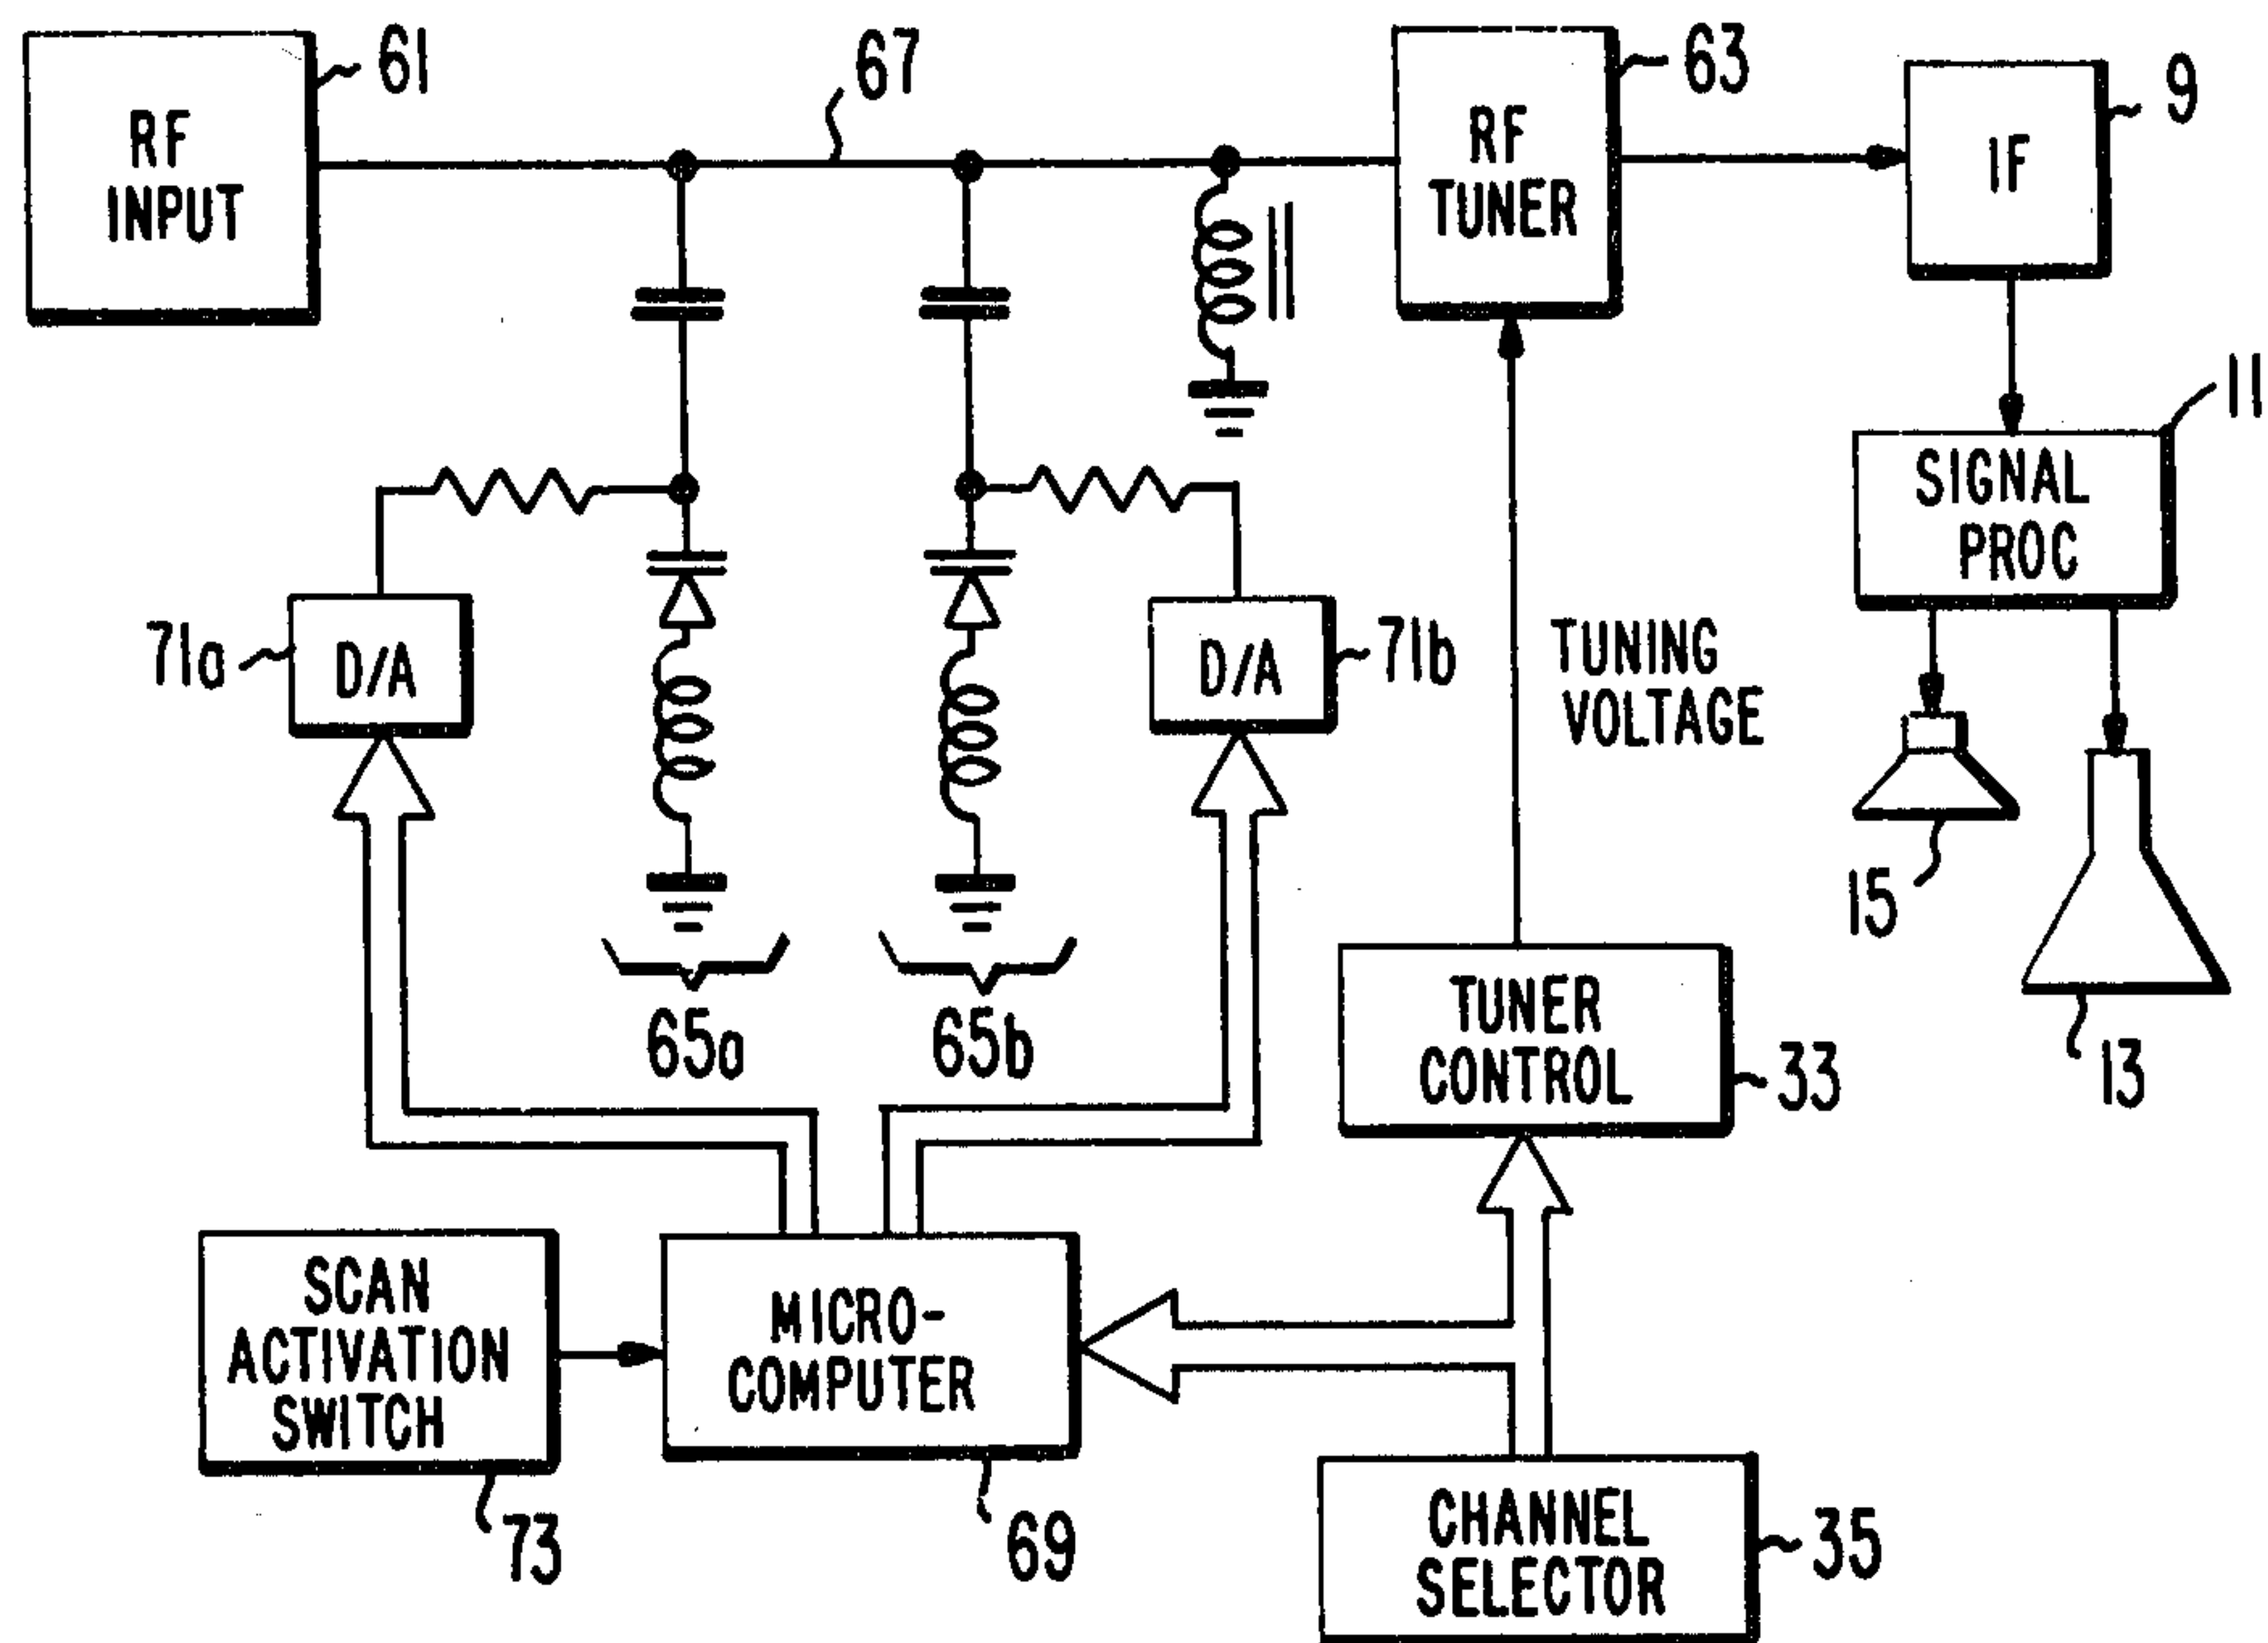 RF
INPUT
61
67
RF
TUNER
63
IF
9
SIGNAL
PROC
11
D/A
71a
D/A
71b
TUNING
VOLTAGE
15
13
65a
65b
TUNER
CONTROL
33
SCAN
ACTIVATION
SWITCH
73
MICRO-
COMPUTER
69
CHANNEL
SELECTOR
35